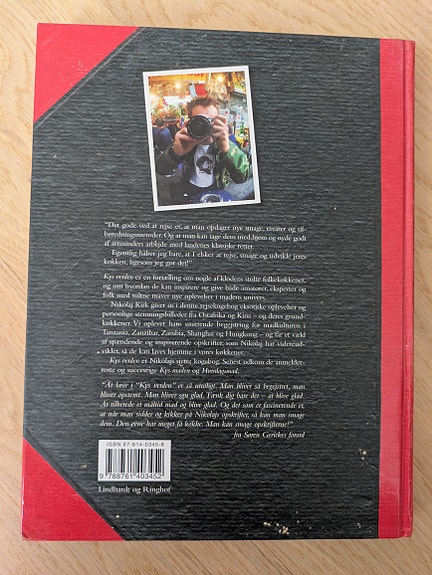 "Det gode ved at rejse er, at man opdager nye smage, råvarer og til-
beredningsmetoder. Og at man kan tage dem med hjem og nyde godt
af årtusinders arbejde med landenes klassiske retter.
Egentlig håber jeg bare, at I elsker at rejse, smage og udvikle jeres
køkken, ligesom jeg gør det!"
Kys verden er en fortælling om nogle af klodens stolte folkekøkkener,
og om hvordan de kan inspirere og give både amatører, eksperter og
folk med sultne maver nye oplevelser i madens univers.
Nikolaj Kirk giver os i denne rejsekogebog eksotiske oplevelser og
personlige stemningsbilleder fra Østafrika og Kina – og deres grund-
køkkener. Vi oplever hans smittende begejstring for madkulturen i
Tanzania, Zanzibar, Zambia, Shanghai og Hongkong – og får et væld
af spændende og inspirerende opskrifter, som Nikolaj har videreud-
viklet, så de kan laves hjemme i vores køkkener.
Kys verden er Nikolajs sjette kogebog. Senest udkom de anmelder-
roste og succesrige Kys maden og Hverdagsmad.
"At læse i "Kys verden" er så utroligt. Man bliver så begejstret, man
bliver opstemt. Man bliver sgu glad. Tænk dig bare det – at blive glad.
At tilberede et måltid mad og blive glad. Og det som er fascinerende er,
at når man sidder og kikker på Nikolajs opskrifter, så kan man smage
dem. Den evne har meget få kokke. Man kan smage opskrifterne!"
fra Søren Gerickes forord
ISBN 87-614-0345-8
9 788761 403452
Lindhardt og Ringhof